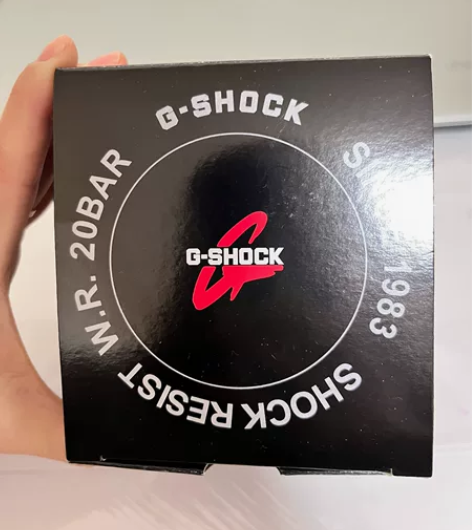 G-SHOCK
1983
SHOCK RESIST
W.R. 20BAR
G-SHOCK